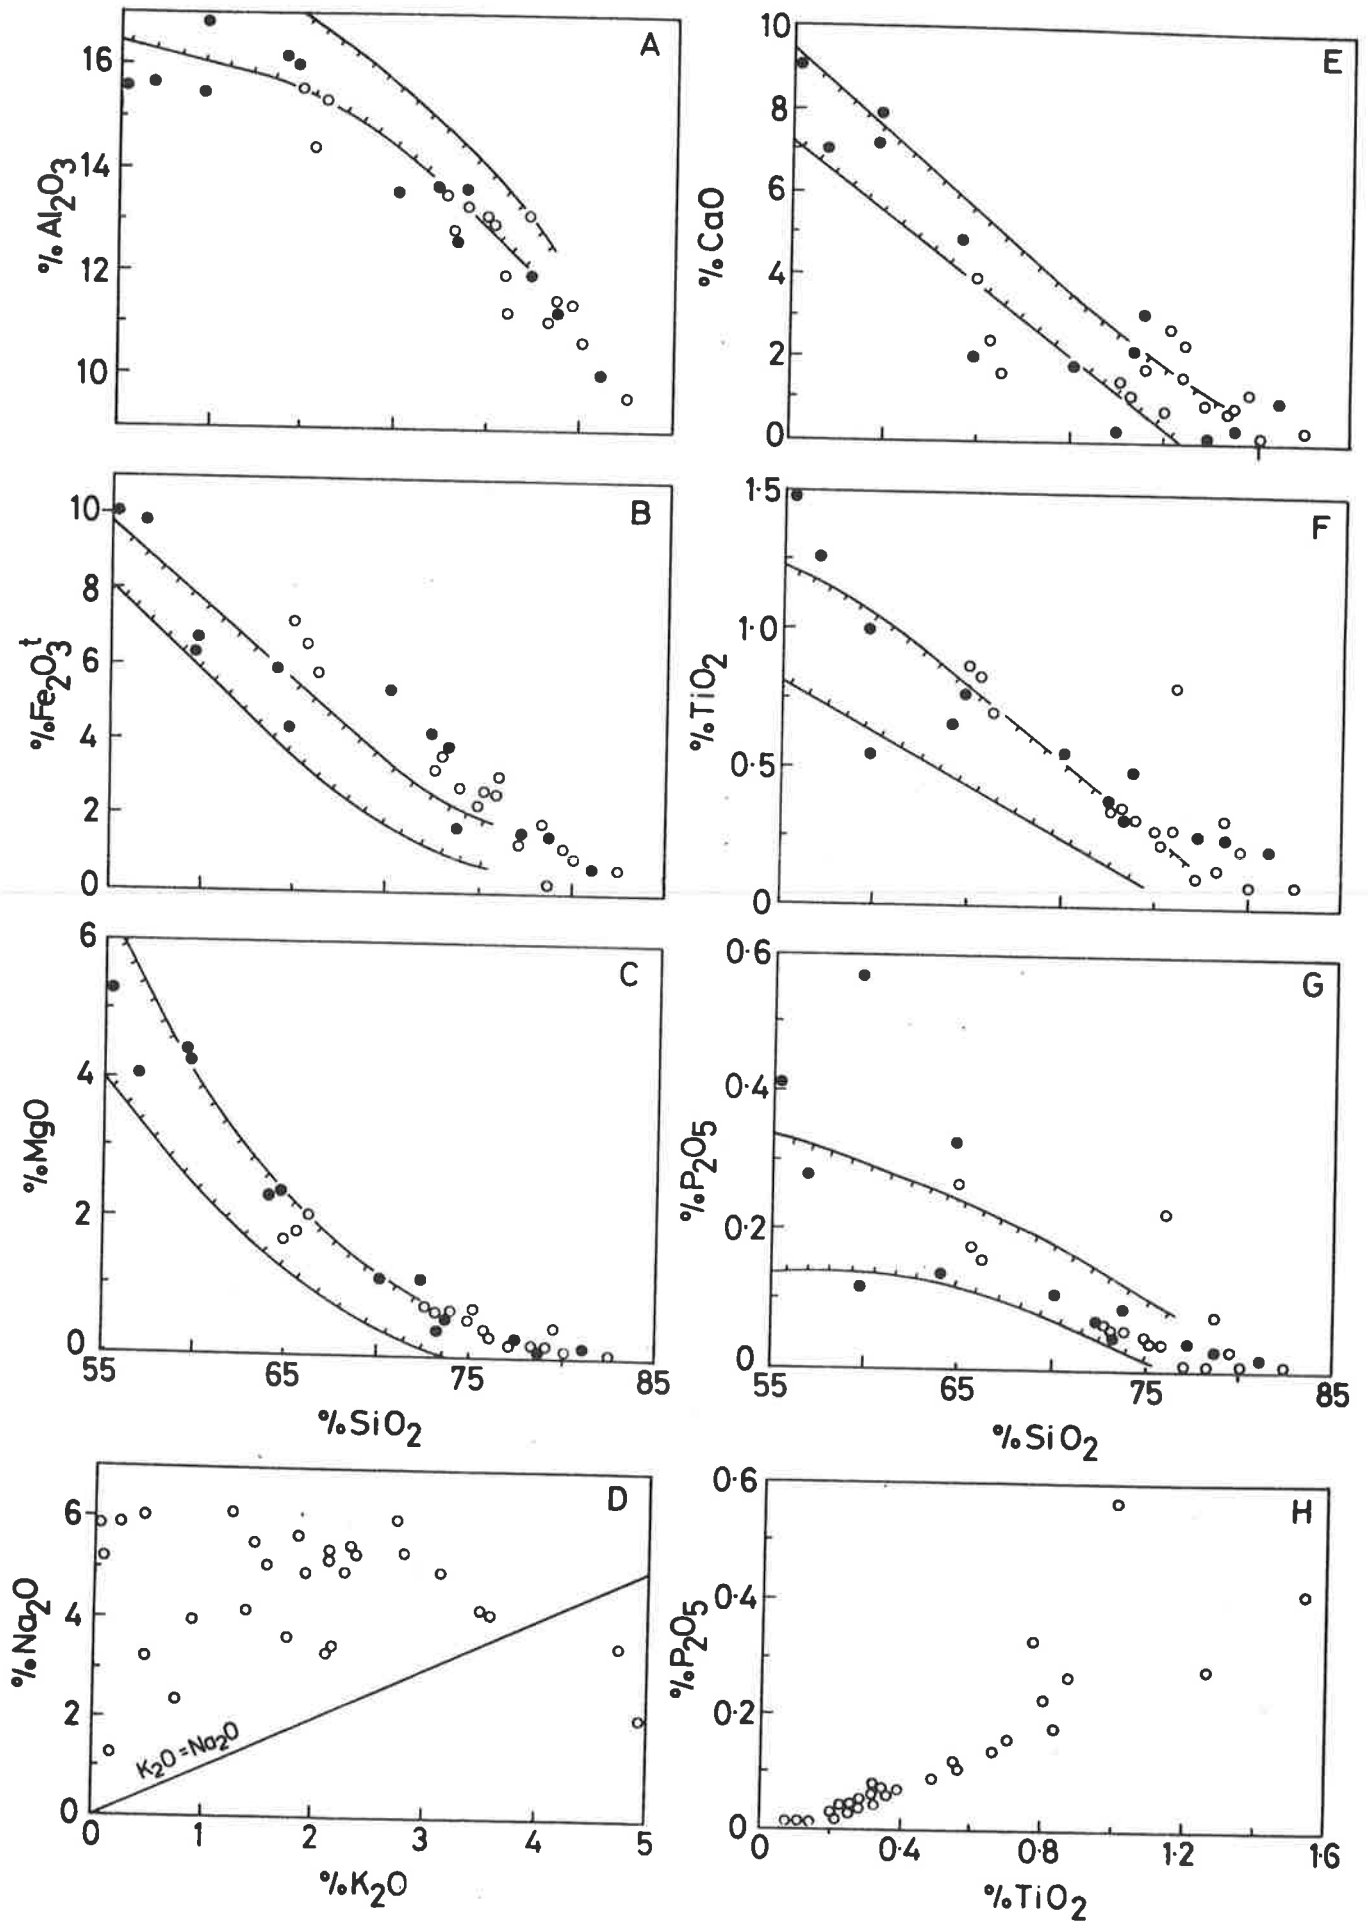 A
16
14
12
10
% Al2O3
E
10
8
6
4
2
0
% CaO
B
10
8
6
4
2
0
%Fe2O3t
F
1·5
1·0
0·5
0
%TiO2
C
6
4
2
0
%MgO
55 65 75 85
%SiO2
G
0·6
0·4
0·2
0
%P2O5
55 65 75 85
%SiO2
D
6
4
2
0
%Na2O
K2O=Na2O
0 1 2 3 4 5
%K2O
H
0·6
0·4
0·2
0
%P2O5
0 0·4 0·8 1·2 1·6
%TiO2